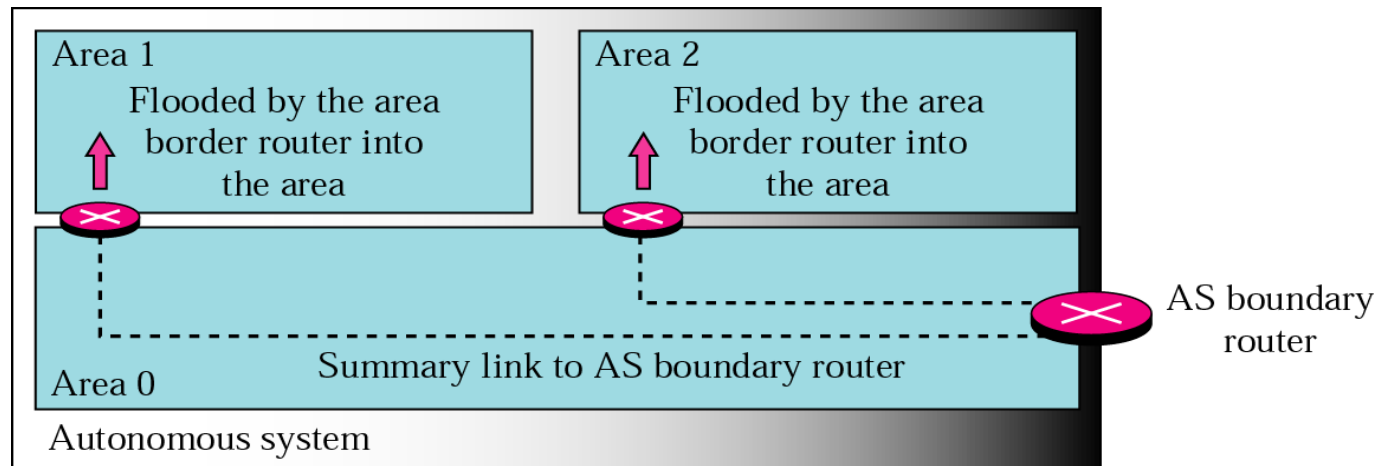 Area 1
Flooded by the area
border router into
the area
Area 2
Flooded by the area
border router into
the area
AS boundary
router
Summary link to AS boundary router
Area 0
Autonomous system